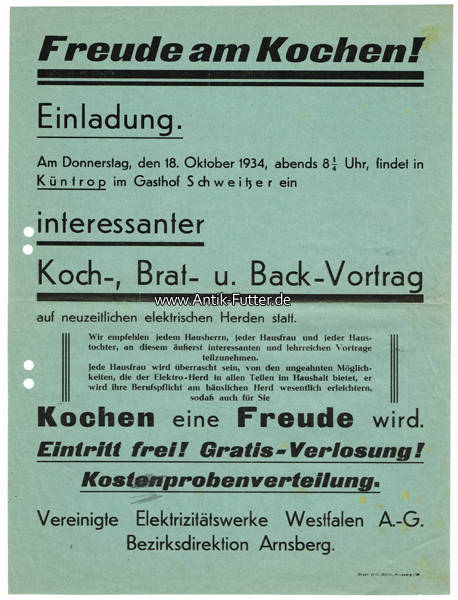 Freude am Kochen!
Einladung.
Am Donnerstag, den 18. Oktober 1934, abends 8¼ Uhr, findet in
Küntrop im Gasthof Schweitzer ein
interessanter
Koch-, Brat- u. Back-Vortrag
www.Antik-Futter.de
auf neuzeitlichen elektrischen Herden statt.
Wir empfehlen jedem Hausherrn, jeder Hausfrau und jeder Haus-
tochter, an diesem äußerst interessanten und lehrreichen Vortrage
teilzunehmen.
Jede Hausfrau wird überrascht sein, von den ungeahnten Möglich-
keiten, die der Elektro-Herd in allen Teilen im Haushalt bietet, er
wird ihre Berufspflicht am häuslichen Herd wesentlich erleichtern,
sodaß auch für Sie
Kochen eine Freude wird.
Eintritt frei! Gratis-Verlosung!
Kostenprobenverteilung.
Vereinigte Elektrizitätswerke Westfalen A.-G.
Bezirksdirektion Arnsberg.